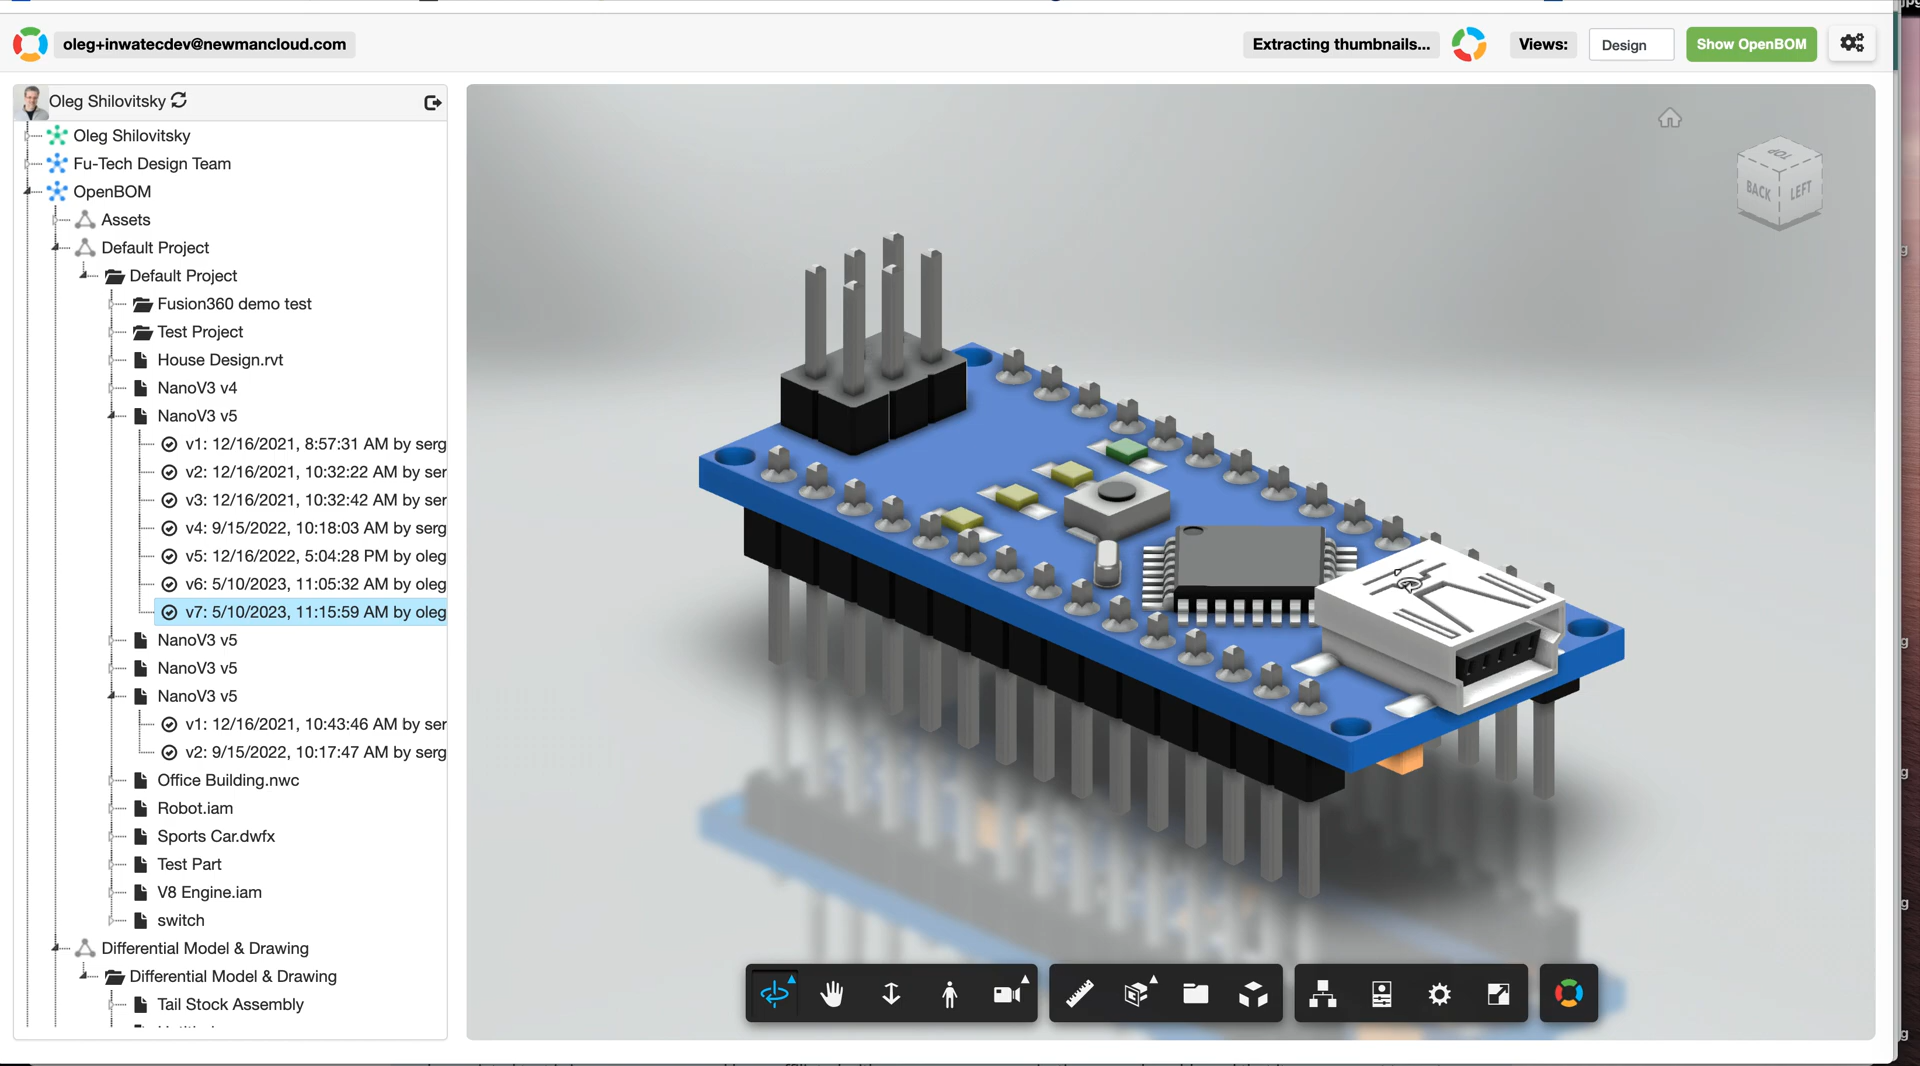 oleg+inwatecdev@newmancloud.com
Extracting thumbnails...
Views:
Design
Show OpenBOM
Oleg Shilovitsky
Oleg Shilovitsky
Fu-Tech Design Team
OpenBOM
Assets
Default Project
Default Project
Fusion360 demo test
Test Project
House Design.rvt
NanoV3 v4
NanoV3 v5
v1: 12/16/2021, 8:57:31 AM by serg
v2: 12/16/2021, 10:32:22 AM by ser
v3: 12/16/2021, 10:32:42 AM by ser
v4: 9/15/2022, 10:18:03 AM by serg
v5: 12/16/2022, 5:04:28 PM by oleg
v6: 5/10/2023, 11:05:32 AM by oleg
v7: 5/10/2023, 11:15:59 AM by oleg
NanoV3 v5
NanoV3 v5
NanoV3 v5
v1: 12/16/2021, 10:43:46 AM by ser
v2: 9/15/2022, 10:17:47 AM by serg
Office Building.nwc
Robot.iam
Sports Car.dwfx
Test Part
V8 Engine.iam
switch
Differential Model & Drawing
Differential Model & Drawing
Tail Stock Assembly
TOP
BACK
LEFT